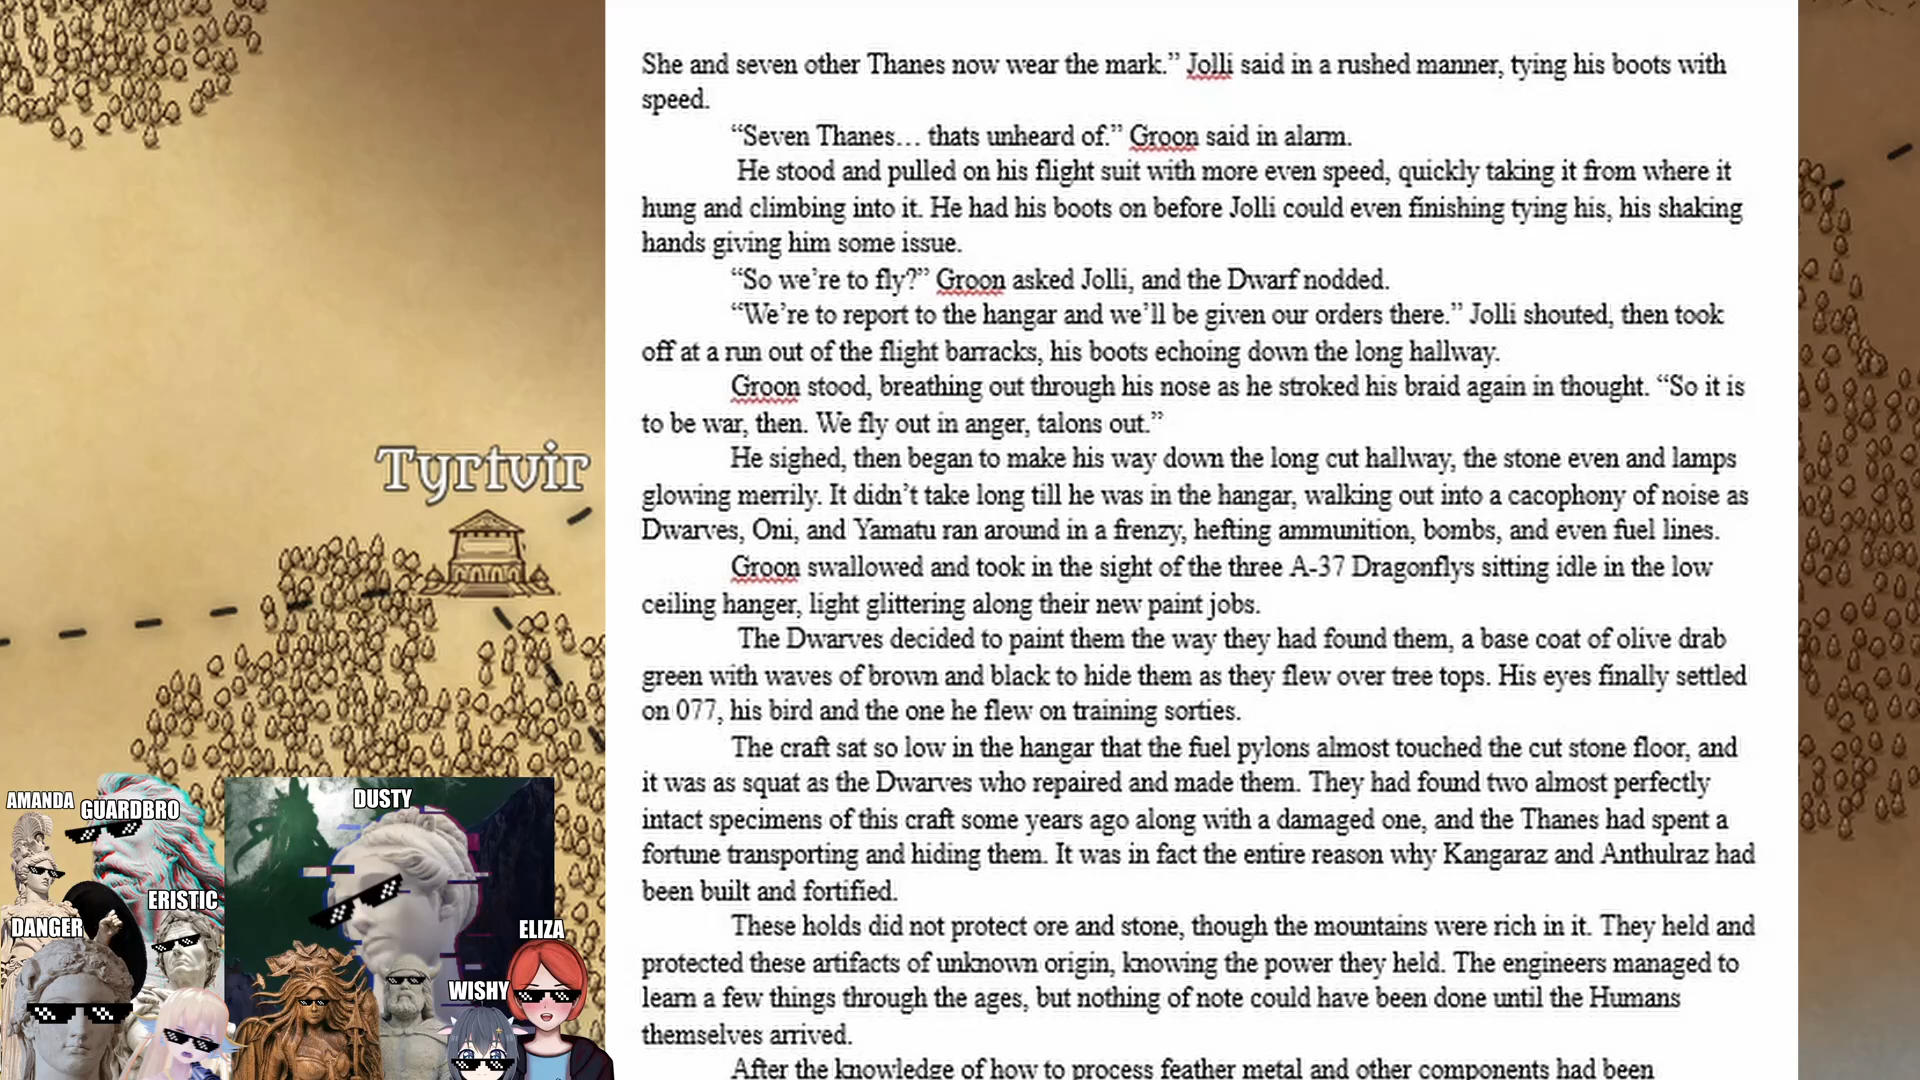 She and seven other Thanes now wear the mark.” Jolli said in a rushed manner, tying his boots with
speed.
“Seven Thanes… thats unheard of.” Groon said in alarm.
He stood and pulled on his flight suit with more even speed, quickly taking it from where it
hung and climbing into it. He had his boots on before Jolli could even finishing tying his, his shaking
hands giving him some issue.
“So we’re to fly?” Groon asked Jolli, and the Dwarf nodded.
“We’re to report to the hangar and we’ll be given our orders there.” Jolli shouted, then took
off at a run out of the flight barracks, his boots echoing down the long hallway.
Groon stood, breathing out through his nose as he stroked his braid again in thought. “So it is
to be war, then. We fly out in anger, talons out.”
He sighed, then began to make his way down the long cut hallway, the stone even and lamps
glowing merrily. It didn’t take long till he was in the hangar, walking out into a cacophony of noise as
Dwarves, Oni, and Yamatu ran around in a frenzy, hefting ammunition, bombs, and even fuel lines.
Groon swallowed and took in the sight of the three A-37 Dragonflys sitting idle in the low
ceiling hanger, light glittering along their new paint jobs.
The Dwarves decided to paint them the way they had found them, a base coat of olive drab
green with waves of brown and black to hide them as they flew over tree tops. His eyes finally settled
on 077, his bird and the one he flew on training sorties.
The craft sat so low in the hangar that the fuel pylons almost touched the cut stone floor, and
it was as squat as the Dwarves who repaired and made them. They had found two almost perfectly
intact specimens of this craft some years ago along with a damaged one, and the Thanes had spent a
fortune transporting and hiding them. It was in fact the entire reason why Kangaraz and Anthulraz had
been built and fortified.
These holds did not protect ore and stone, though the mountains were rich in it. They held and
protected these artifacts of unknown origin, knowing the power they held. The engineers managed to
learn a few things through the ages, but nothing of note could have been done until the Humans
themselves arrived.
After the knowledge of how to process feather metal and other components had been
Tyrtvir
AMANDA
GUARDBRO
DUSTY
ERISTIC
DANGER
ELIZA
WISHY